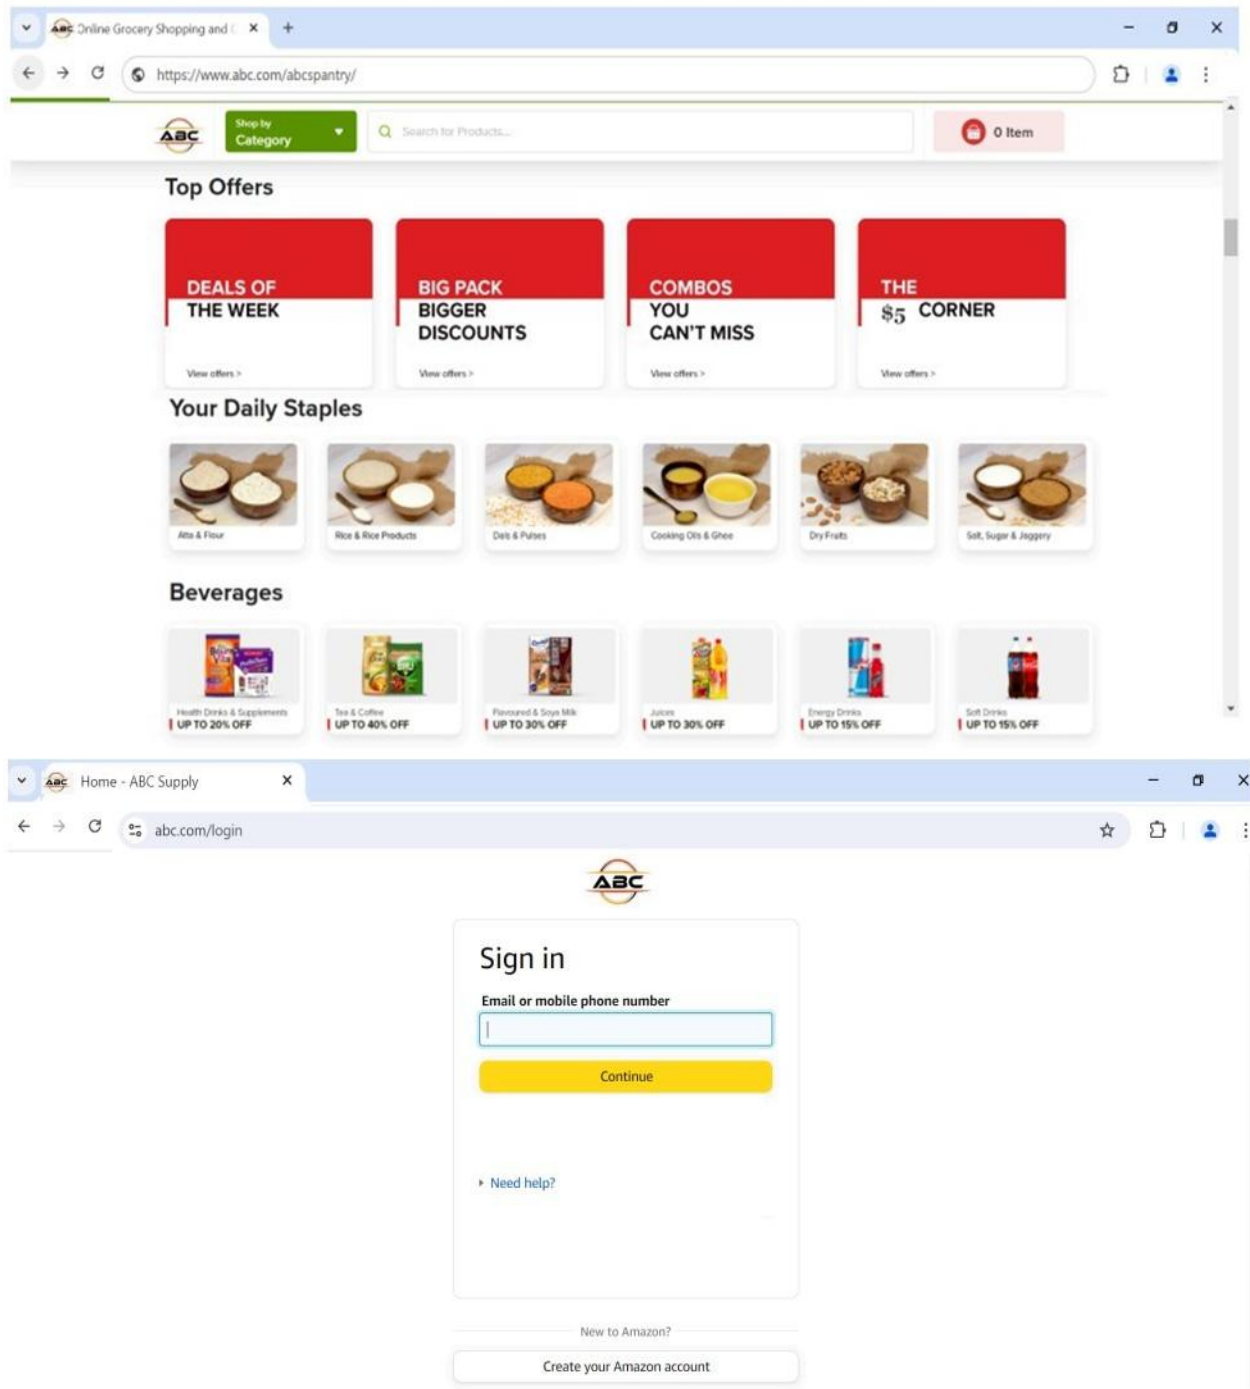 ABC Online Grocery Shopping and
https://www.abc.com/abcspantry/
ABC
Shop by
Category
Search for Products...
0 Item
Top Offers
DEALS OF
THE WEEK
View offers >
BIG PACK
BIGGER
DISCOUNTS
View offers >
COMBOS
YOU
CAN'T MISS
View offers >
THE
$5 CORNER
View offers >
Your Daily Staples
Atta & Flour
Rice & Rice Products
Dals & Pulses
Cooking Oils & Ghee
Dry Fruits
Salt, Sugar & Jaggery
Beverages
Health Drinks & Supplements
UP TO 20% OFF
Tea & Coffee
UP TO 40% OFF
Flavoured & Soya Milk
UP TO 30% OFF
Juices
UP TO 30% OFF
Energy Drinks
UP TO 15% OFF
Soft Drinks
UP TO 15% OFF
ABC Home - ABC Supply
abc.com/login
ABC
Sign in
Email or mobile phone number
Continue
Need help?
New to Amazon?
Create your Amazon account